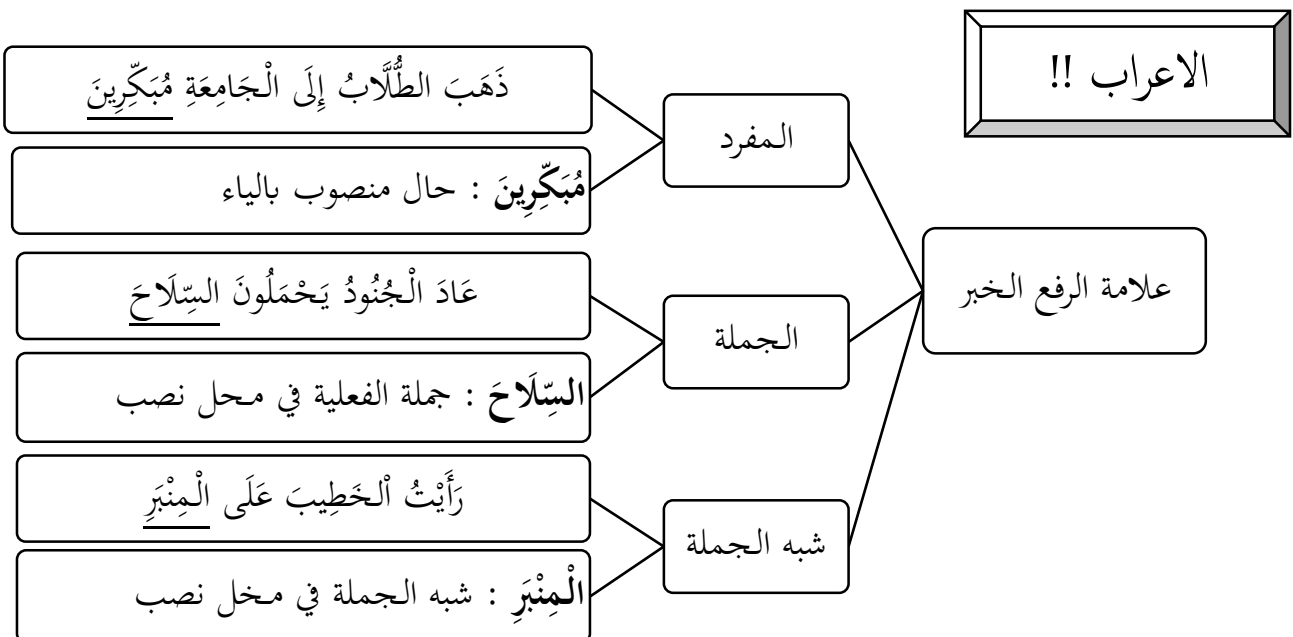 الاعراب !!
علامة الرفع الخبر
المفرد
ذَهَبَ الطُّلَّابُ إِلَى الْجَامِعَةِ مُبَكِّرِينَ
مُبَكِّرِينَ : حال منصوب بالياء
الجملة
عَادَ الْجُنُودُ يَحْمَلُونَ السِّلَاحَ
السِّلَاحَ : جملة الفعلية في محل نصب
شبه الجملة
رَأَيْتُ ٱلخَطِيبَ عَلَى الْمِنْبَرِ
الْمِنْبَرِ : شبه الجملة في مخل نصب